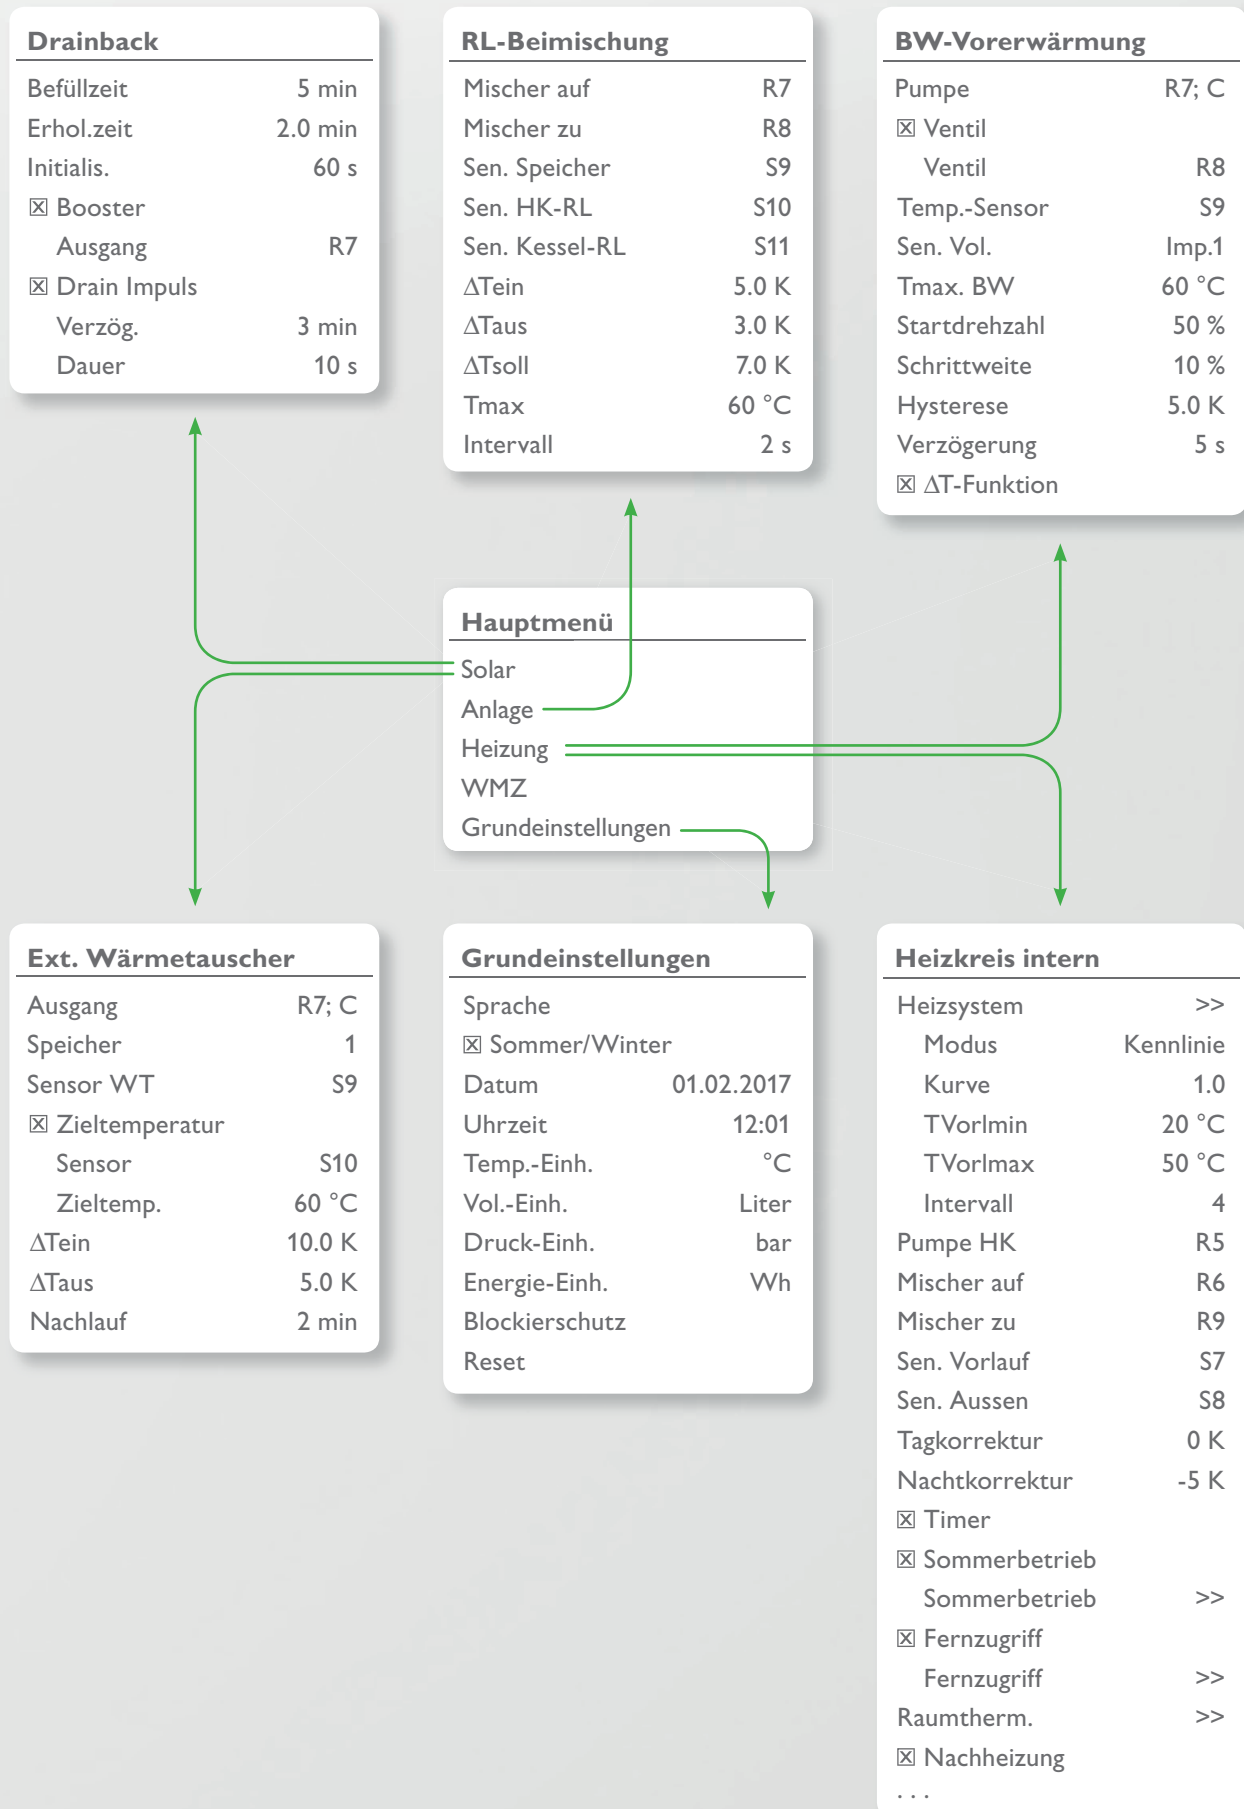 Drainback
Befüllzeit 5 min
Erhol.zeit 2.0 min
Initialis. 60 s
☒ Booster
Ausgang R7
☒ Drain Impuls
Verzög. 3 min
Dauer 10 s
RL-Beimischung
Mischer auf R7
Mischer zu R8
Sen. Speicher S9
Sen. HK-RL S10
Sen. Kessel-RL S11
ΔTein 5.0 K
ΔTaus 3.0 K
ΔTsoll 7.0 K
Tmax 60 °C
Intervall 2 s
BW-Vorerwärmung
Pumpe R7; C
☒ Ventil
Ventil R8
Temp.-Sensor S9
Sen. Vol. Imp.1
Tmax. BW 60 °C
Startdrehzahl 50 %
Schrittweite 10 %
Hysterese 5.0 K
Verzögerung 5 s
☒ ΔT-Funktion
Hauptmenü
Solar
Anlage
Heizung
WMZ
Grundeinstellungen
Ext. Wärmetauscher
Ausgang R7; C
Speicher 1
Sensor WT S9
☒ Zieltemperatur
Sensor S10
Zieltemp. 60 °C
ΔTein 10.0 K
ΔTaus 5.0 K
Nachlauf 2 min
Grundeinstellungen
Sprache
☒ Sommer/Winter
Datum 01.02.2017
Uhrzeit 12:01
Temp.-Einh. °C
Vol.-Einh. Liter
Druck-Einh. bar
Energie-Einh. Wh
Blockierschutz
Reset
Heizkreis intern
Heizsystem >>
Modus Kennlinie
Kurve 1.0
TVorlmin 20 °C
TVorlmax 50 °C
Intervall 4
Pumpe HK R5
Mischer auf R6
Mischer zu R9
Sen. Vorlauf S7
Sen. Aussen S8
Tagkorrektur 0 K
Nachtkorrektur -5 K
☒ Timer
☒ Sommerbetrieb
Sommerbetrieb >>
☒ Fernzugriff
Fernzugriff >>
Raumtherm. >>
☒ Nachheizung
. . .